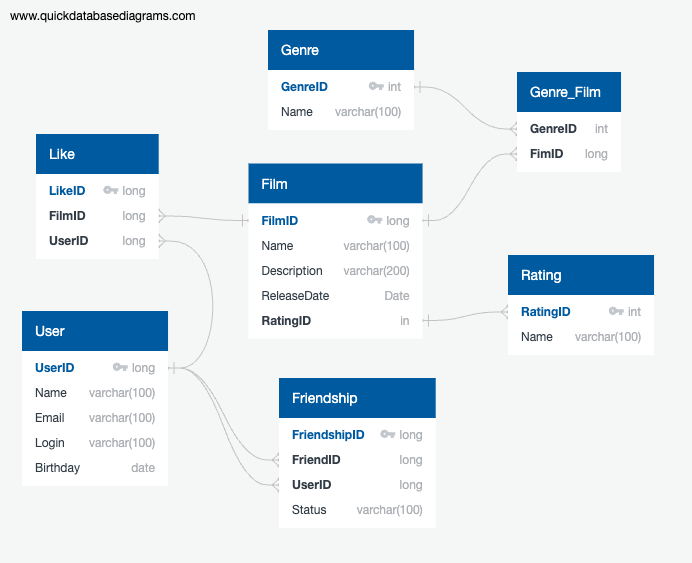 www.quickdatabasediagrams.com
Genre
GenreID int
Name varchar(100)
Genre_Film
GenreID int
FimID long
Like
LikeID long
FilmID long
UserID long
Film
FilmID long
Name varchar(100)
Description varchar(200)
ReleaseDate Date
RatingID in
Rating
RatingID int
Name varchar(100)
User
UserID long
Name varchar(100)
Email varchar(100)
Login varchar(100)
Birthday date
Friendship
FriendshipID long
FriendID long
UserID long
Status varchar(100)